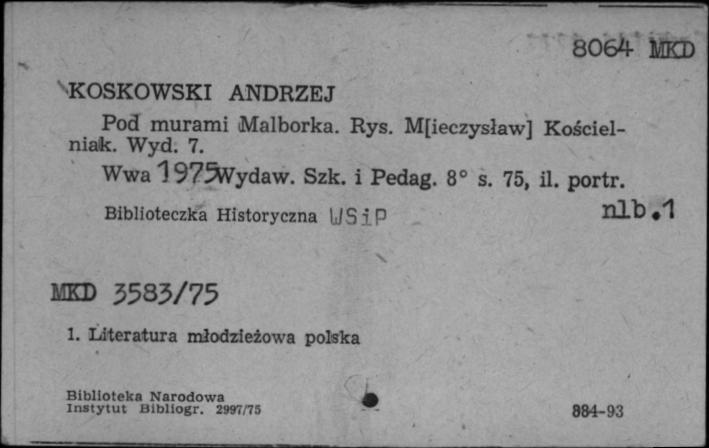 8064 MKD
KOSKOWSKI ANDRZEJ
Pod murami Malborka. Rys. M[ieczysław] Kościel-
niak. Wyd. 7.
Wwa 1975 Wydaw. Szk. i Pedag. 8° s. 75, il. portr.
nlb.1
Biblioteczka Historyczna WSiP
MKD 3583/75
1. Literatura młodzieżowa polska
Biblioteka Narodowa
Instytut Bibliogr. 2997/75
884-93